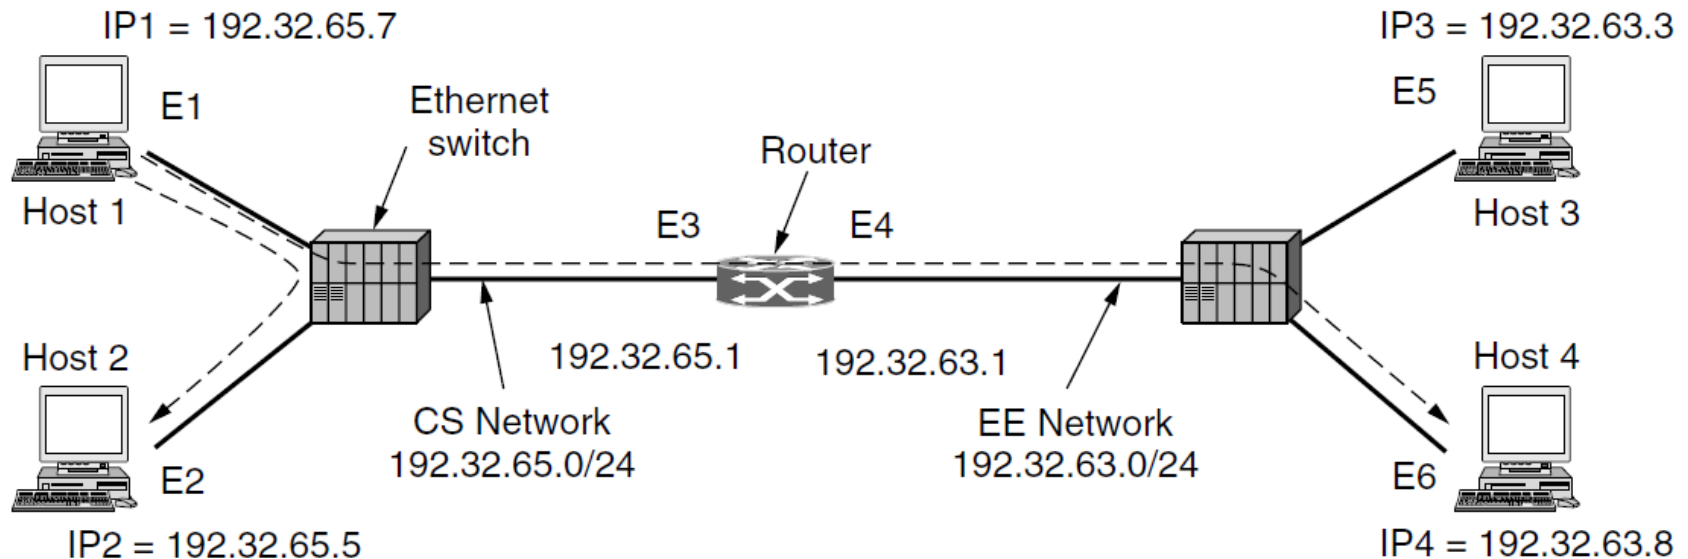 IP1 = 192.32.65.7
E1
Host 1
Ethernet
switch
Router
E3
E4
IP3 = 192.32.63.3
E5
Host 3
Host 2
E2
IP2 = 192.32.65.5
192.32.65.1
CS Network
192.32.65.0/24
192.32.63.1
EE Network
192.32.63.0/24
Host 4
E6
IP4 = 192.32.63.8